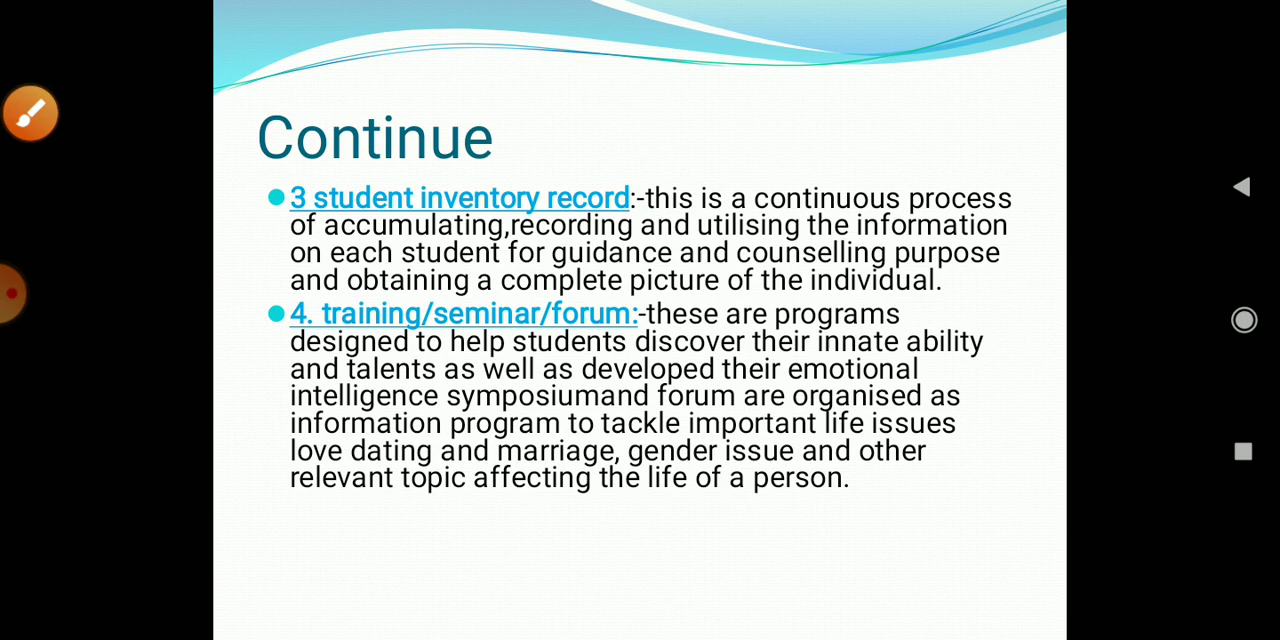 Continue
3 student inventory record:-this is a continuous process
of accumulating,recording and utilising the information
on each student for guidance and counselling purpose
and obtaining a complete picture of the individual.
4. training/seminar/forum:-these are programs
designed to help students discover their innate ability
and talents as well as developed their emotional
intelligence symposiumand forum are organised as
information program to tackle important life issues
love dating and marriage, gender issue and other
relevant topic affecting the life of a person.